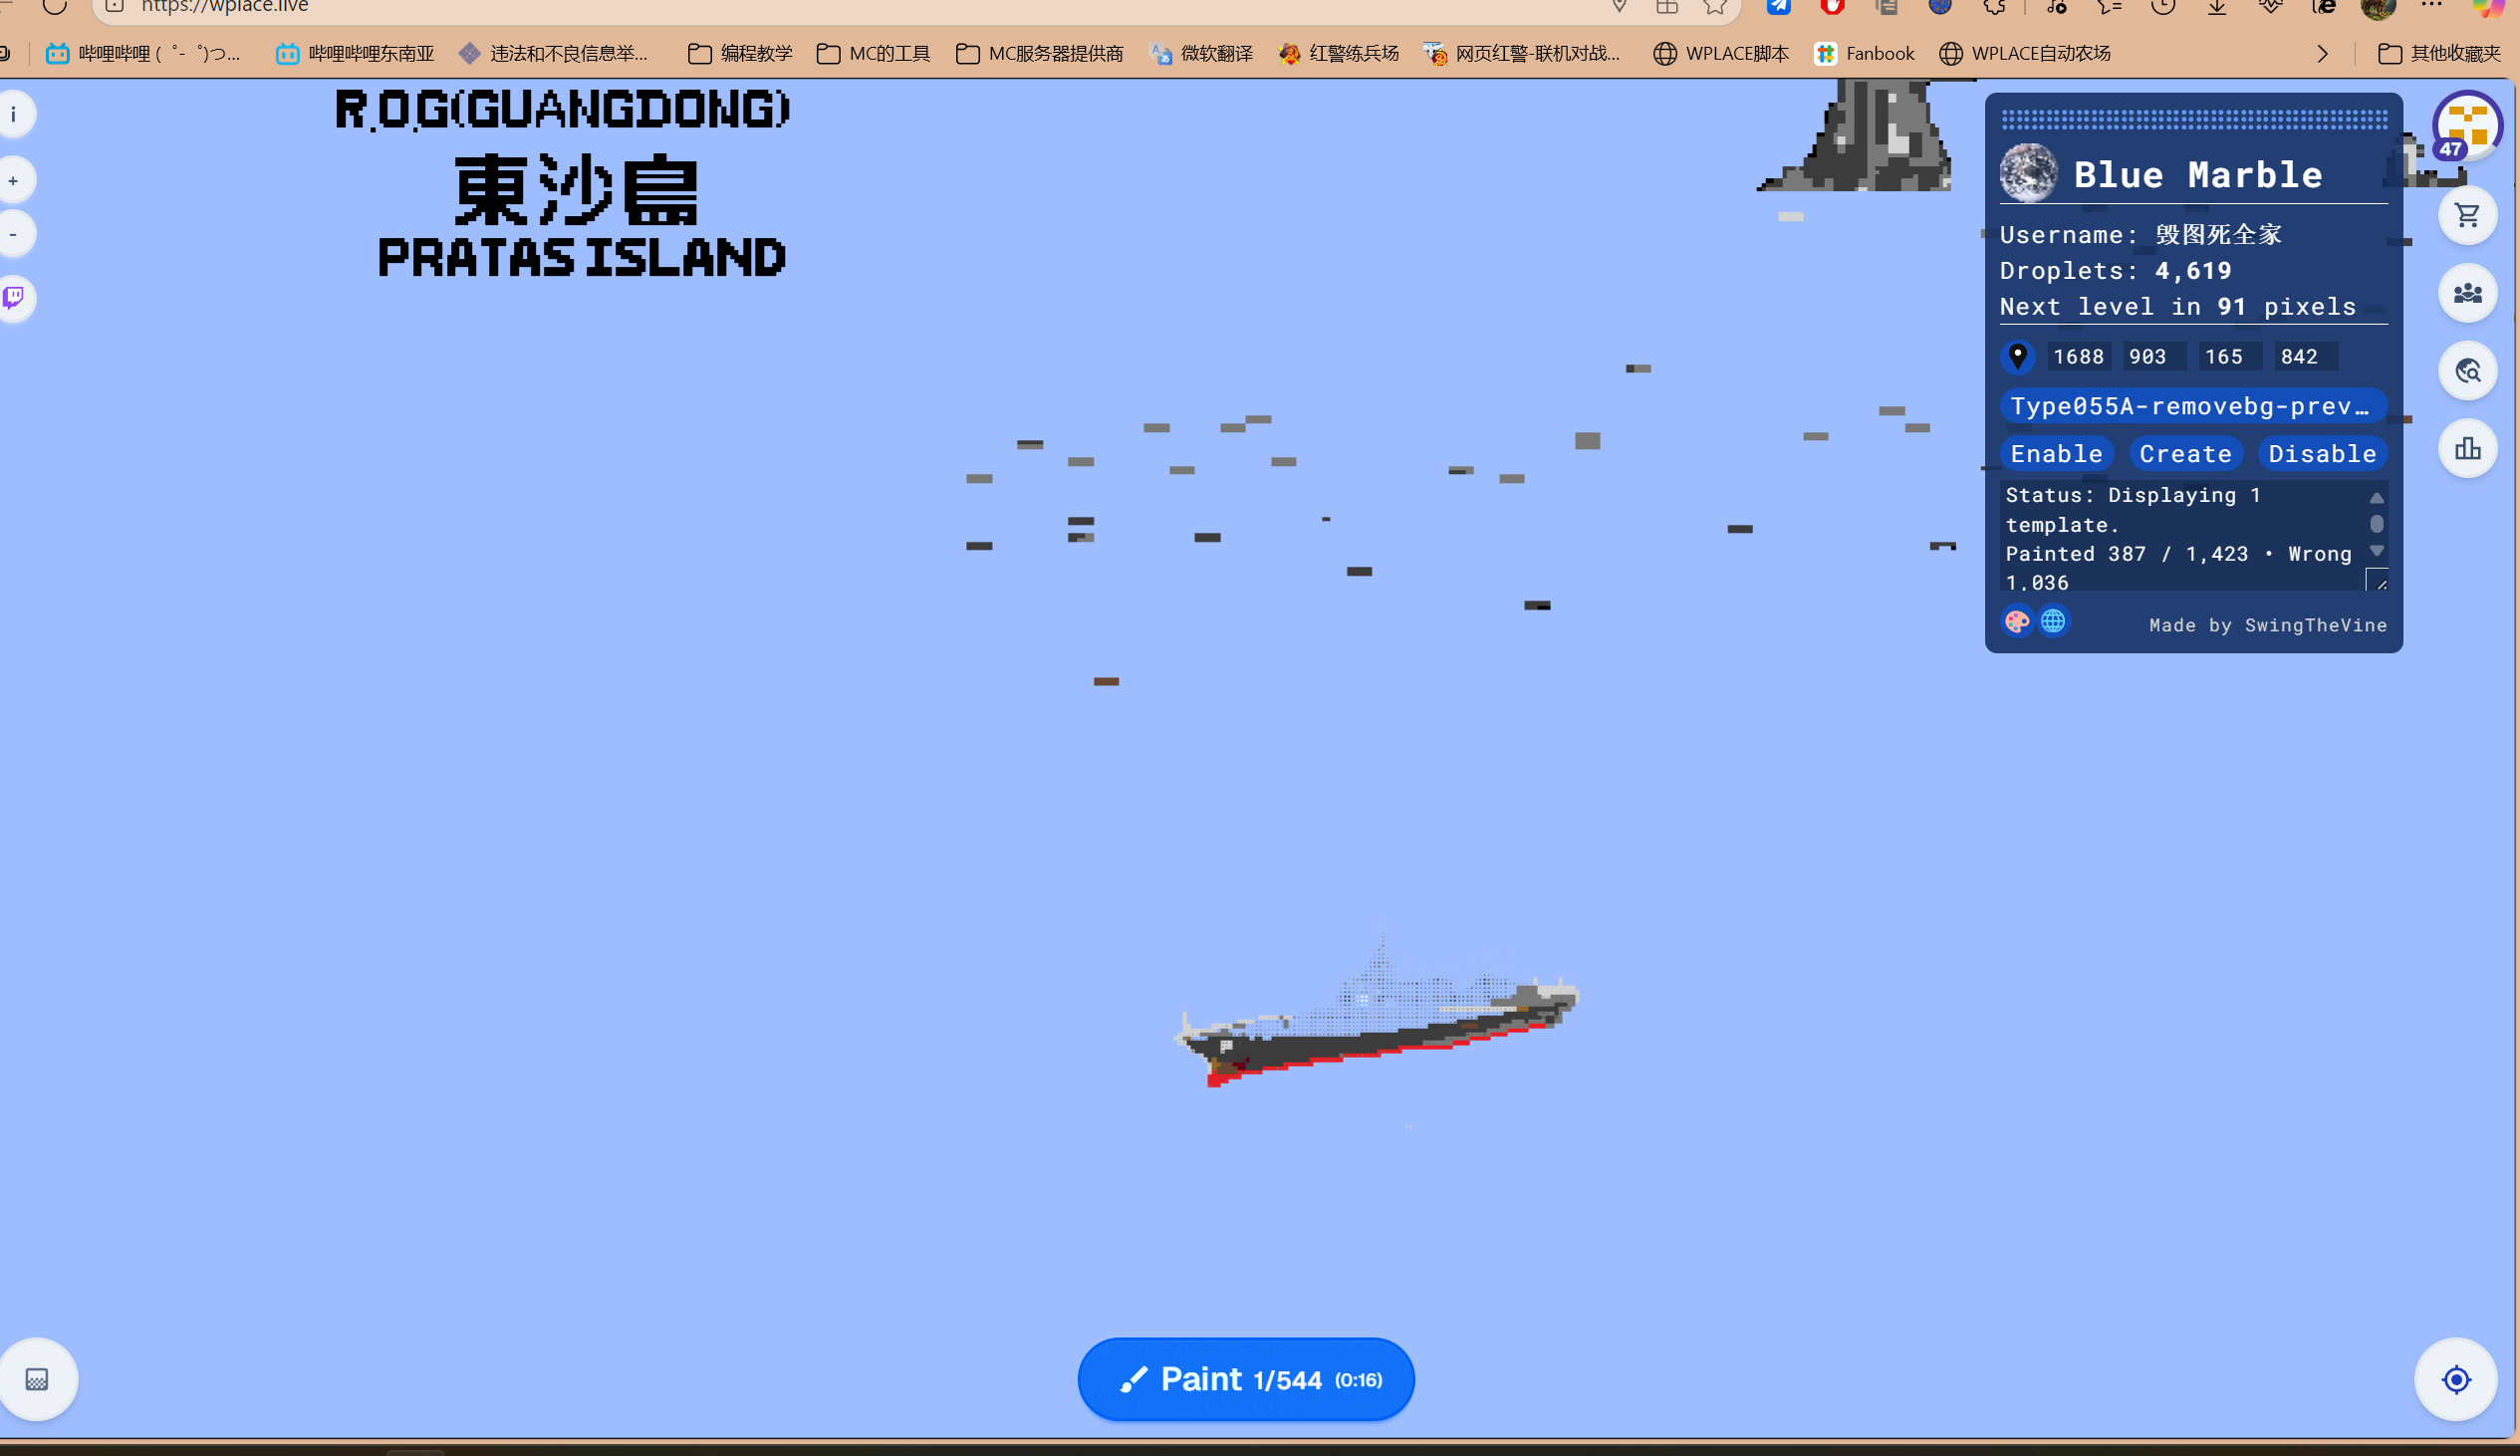 https://wplace.live
哔哩哔哩 (゜-゜)つ...
哔哩哔哩东南亚
违法和不良信息举...
编程教学
MC的工具
MC服务器提供商
微软翻译
红警练兵场
网页红警-联机对战...
WPLACE脚本
Fanbook
WPLACE自动农场
其他收藏夹
R.O.G(GUANGDONG)
東沙島
PRATAS ISLAND
47
Blue Marble
Username: 毁图死全家
Droplets: 4,619
Next level in 91 pixels
1688 903 165 842
Type055A-removebg-prev…
Enable Create Disable
Status: Displaying 1
template.
Painted 387 / 1,423 • Wrong
1,036
Made by SwingTheVine
Paint 1/544 (0:16)